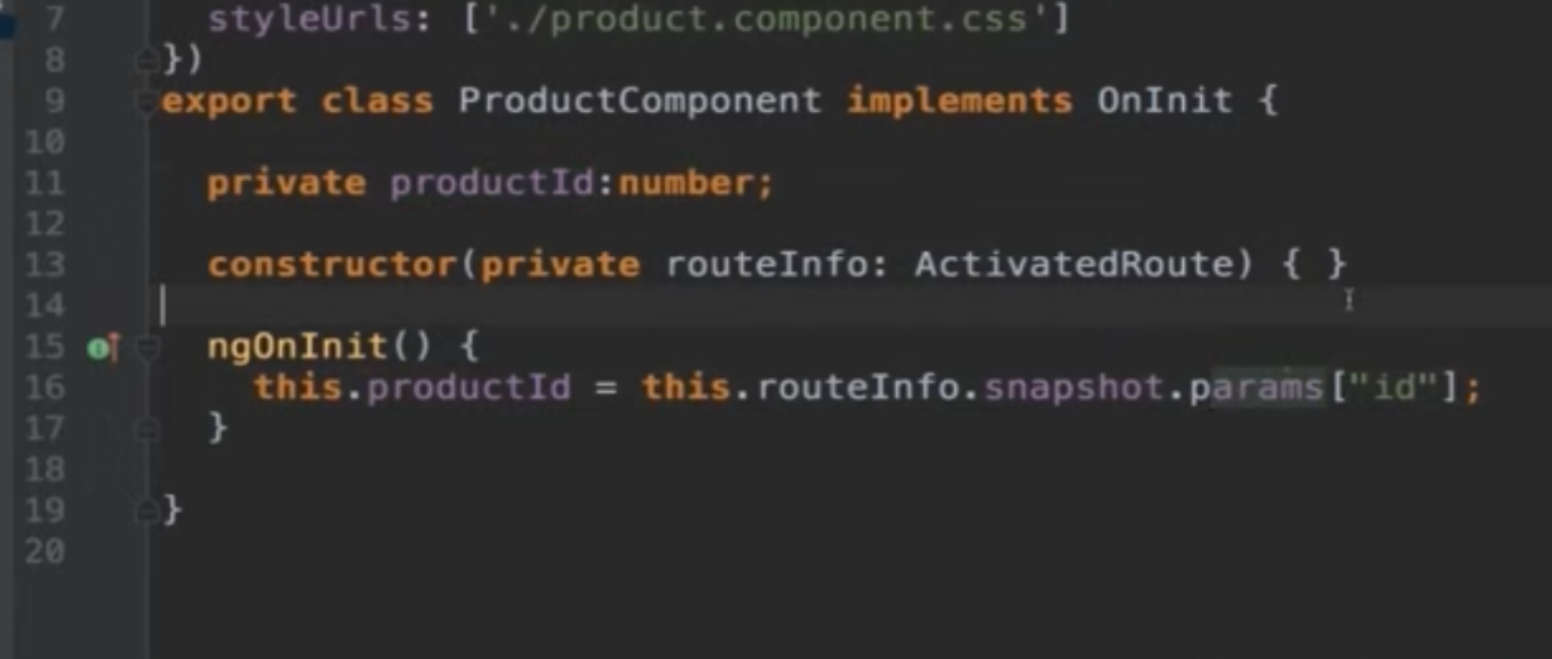 7 styleUrls: ['./product.component.css']
8 })
9 export class ProductComponent implements OnInit {
10
11 private productId:number;
12
13 constructor(private routeInfo: ActivatedRoute) { }
14
15 ngOnInit() {
16 this.productId = this.routeInfo.snapshot.params["id"];
17 }
18
19 }
20